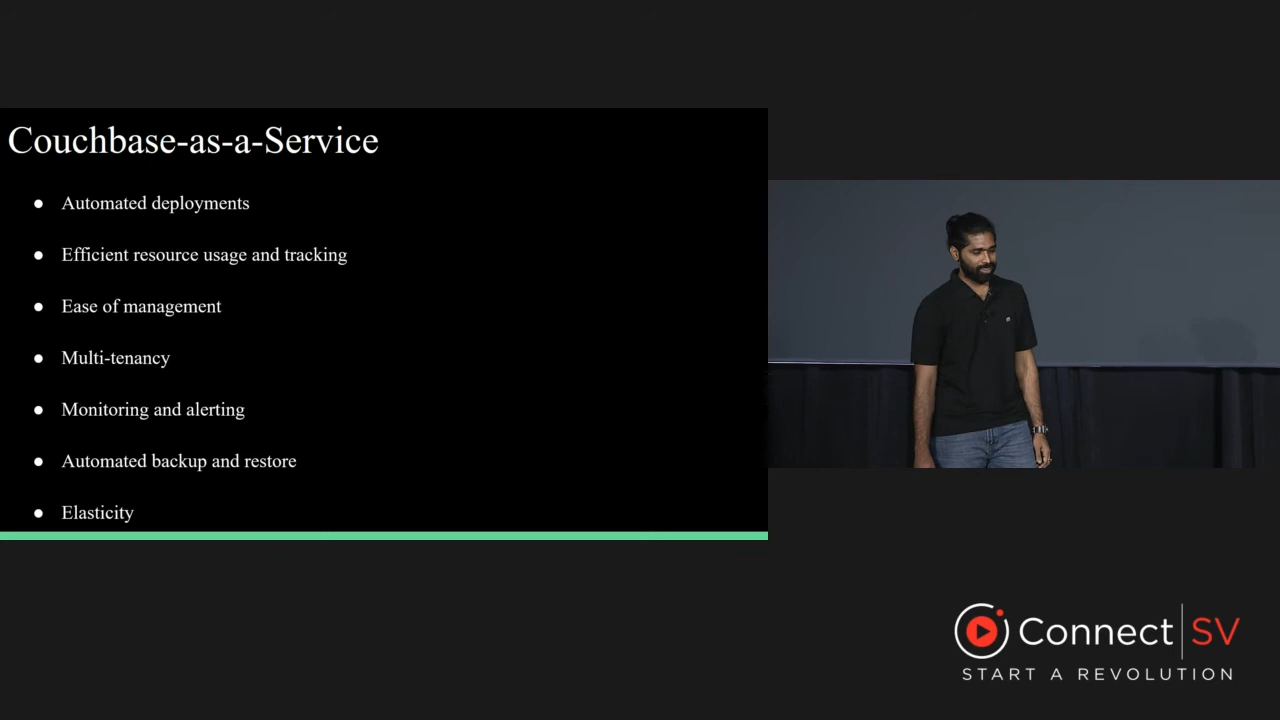 Couchbase-as-a-Service
● Automated deployments
● Efficient resource usage and tracking
● Ease of management
● Multi-tenancy
● Monitoring and alerting
● Automated backup and restore
● Elasticity
Connect SV
START A REVOLUTION